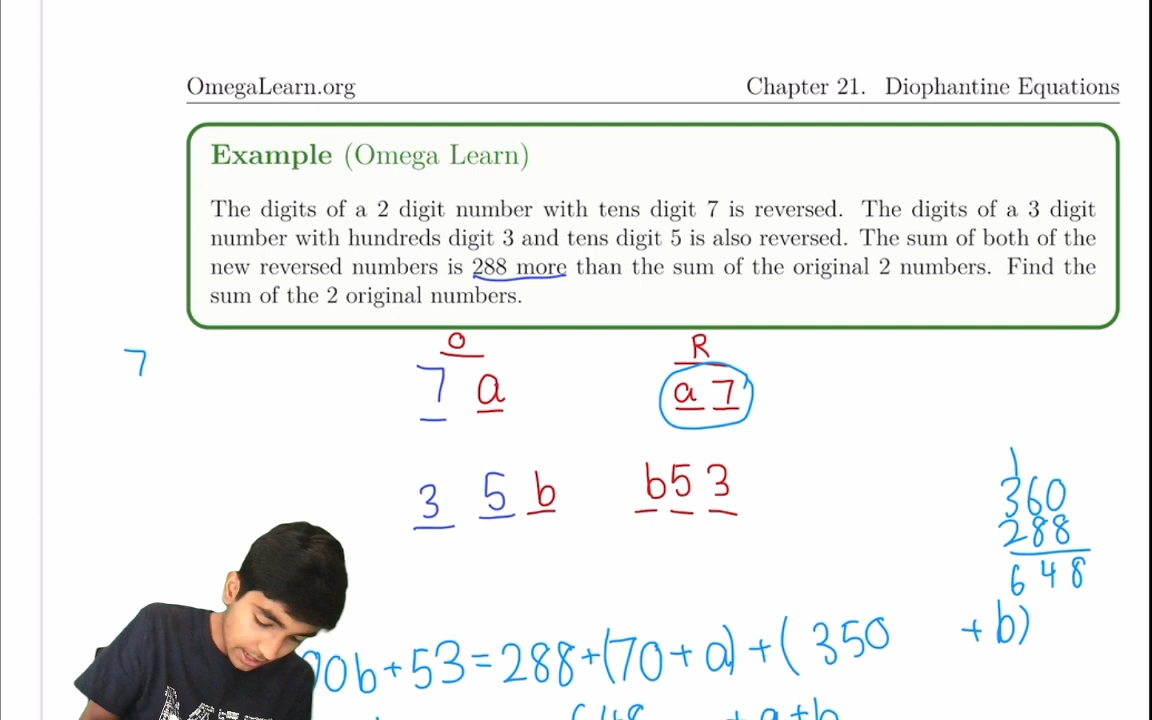 OmegaLearn.org Chapter 21. Diophantine Equations
Example (Omega Learn)
The digits of a 2 digit number with tens digit 7 is reversed. The digits of a 3 digit
number with hundreds digit 3 and tens digit 5 is also reversed. The sum of both of the
new reversed numbers is 288 more than the sum of the original 2 numbers. Find the
sum of the 2 original numbers.
O R
7 7 a a 7
3 5 b b 5 3
1
360
288
648
0b+53=288+(70+a)+(350 +b)
648 +a+b